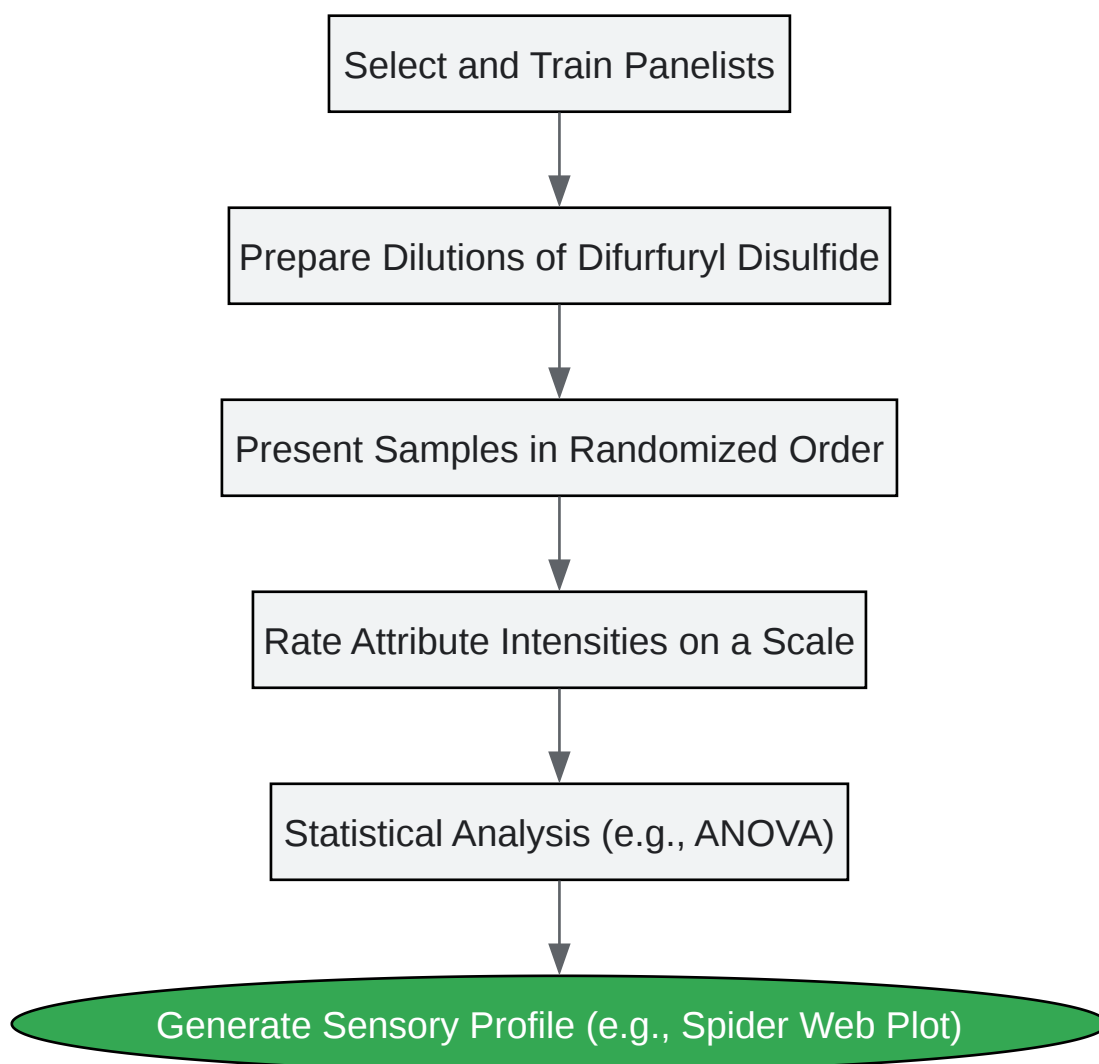 Select and Train Panelists
Prepare Dilutions of Difurfuryl Disulfide
Present Samples in Randomized Order
Rate Attribute Intensities on a Scale
Statistical Analysis (e.g., ANOVA)
Generate Sensory Profile (e.g., Spider Web Plot)